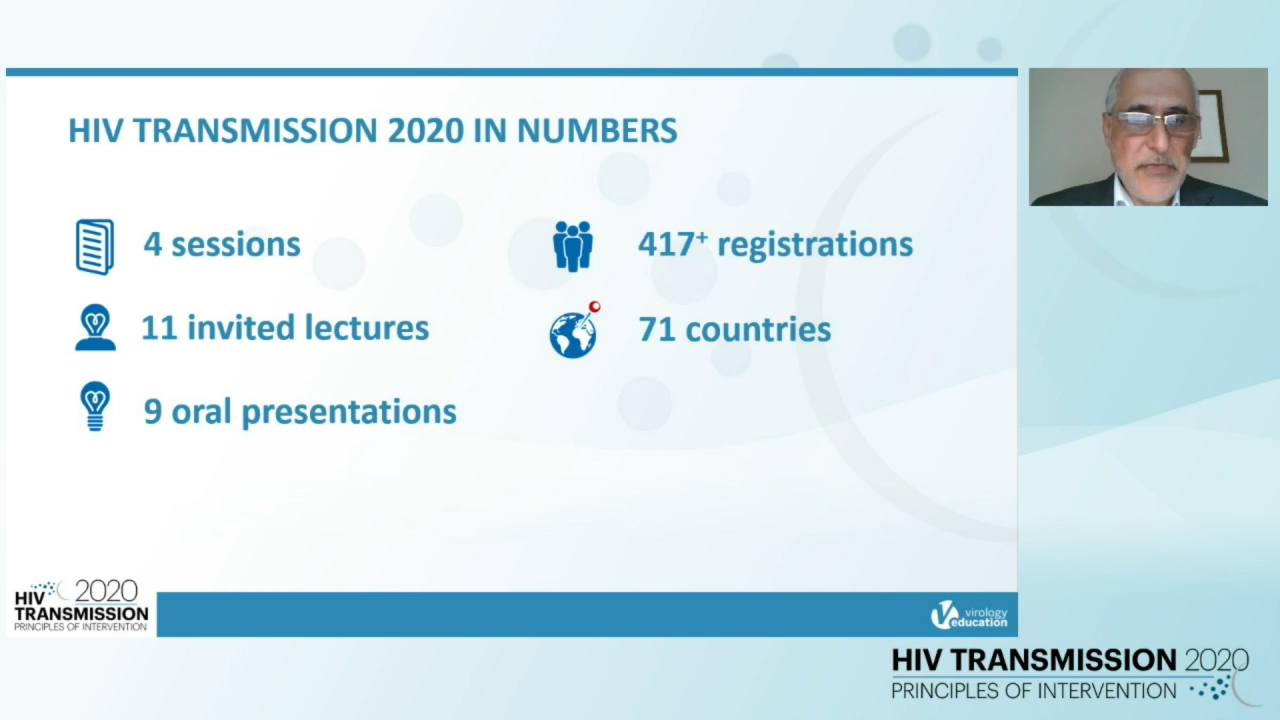 HIV TRANSMISSION 2020 IN NUMBERS
4 sessions
11 invited lectures
9 oral presentations
417+ registrations
71 countries
HIV 2020
TRANSMISSION
PRINCIPLES OF INTERVENTION
virology
education
HIV TRANSMISSION 2020
PRINCIPLES OF INTERVENTION